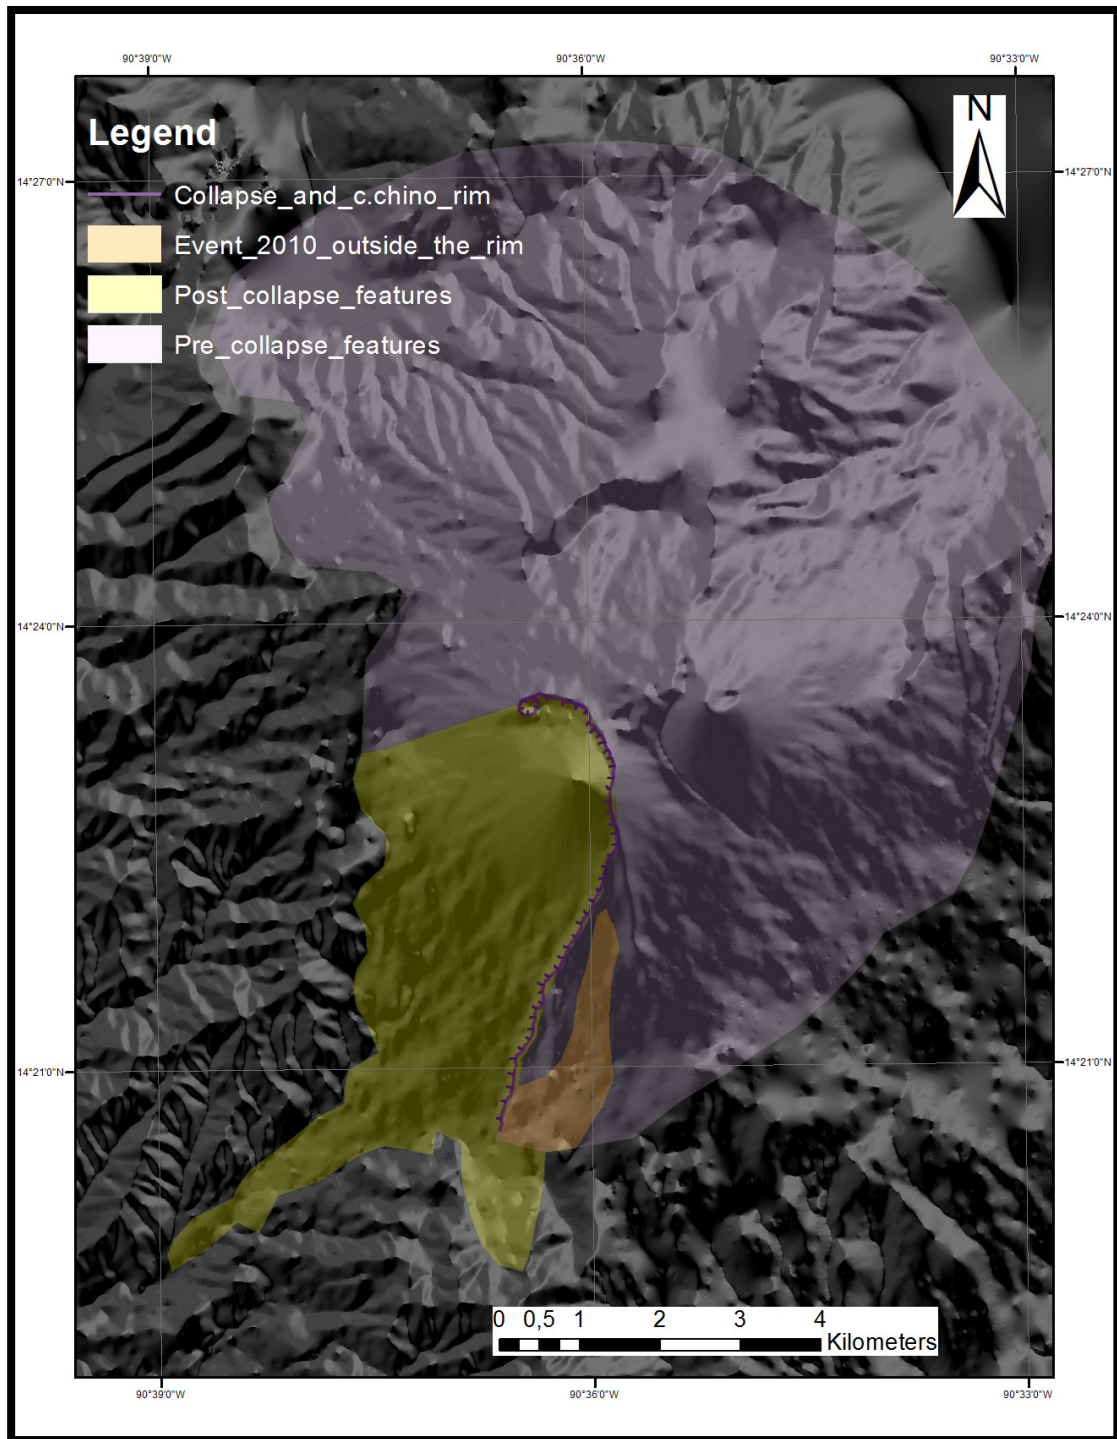 90°39'0"W 90°36'0"W 90°33'0"W
N
Legend
14°27'0"N 14°27'0"N
Collapse_and_c.chino_rim
Event_2010_outside_the_rim
Post_collapse_features
Pre_collapse_features
14°24'0"N 14°24'0"N
14°21'0"N 14°21'0"N
0 0,5 1 2 3 4
Kilometers
90°39'0"W 90°36'0"W 90°33'0"W